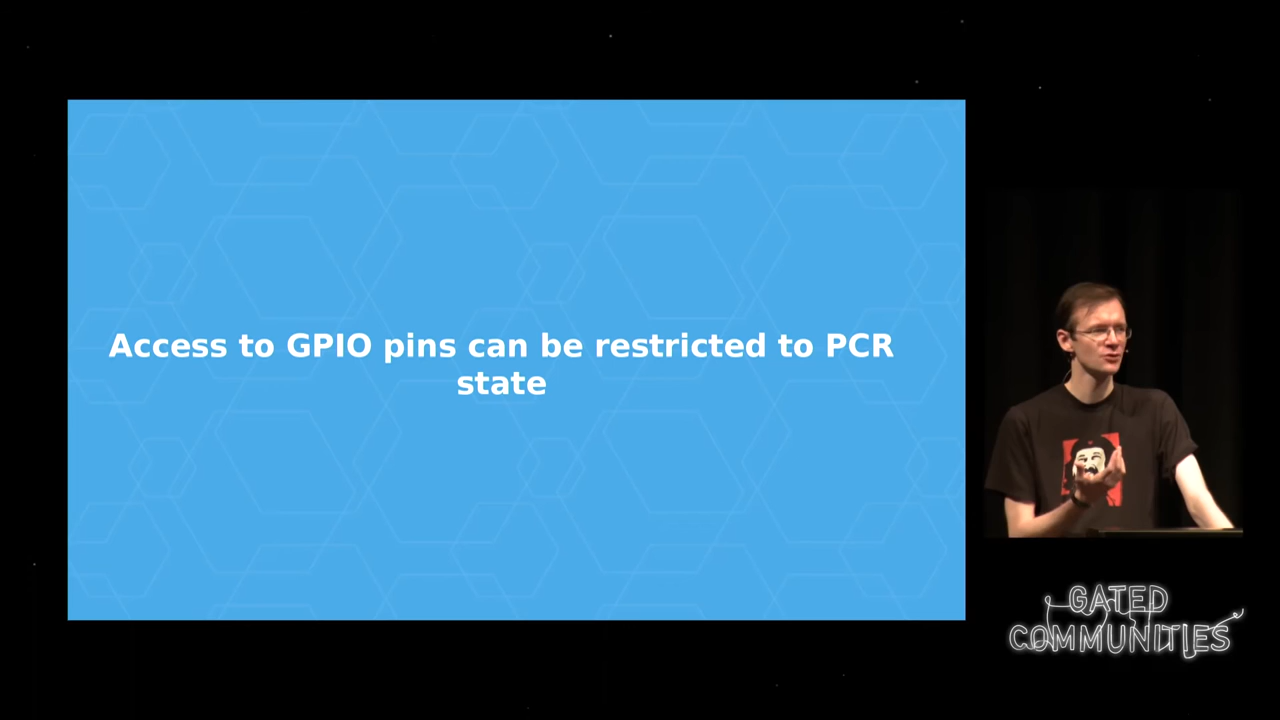 Access to GPIO pins can be restricted to PCR
state
GATED
COMMUNITIES